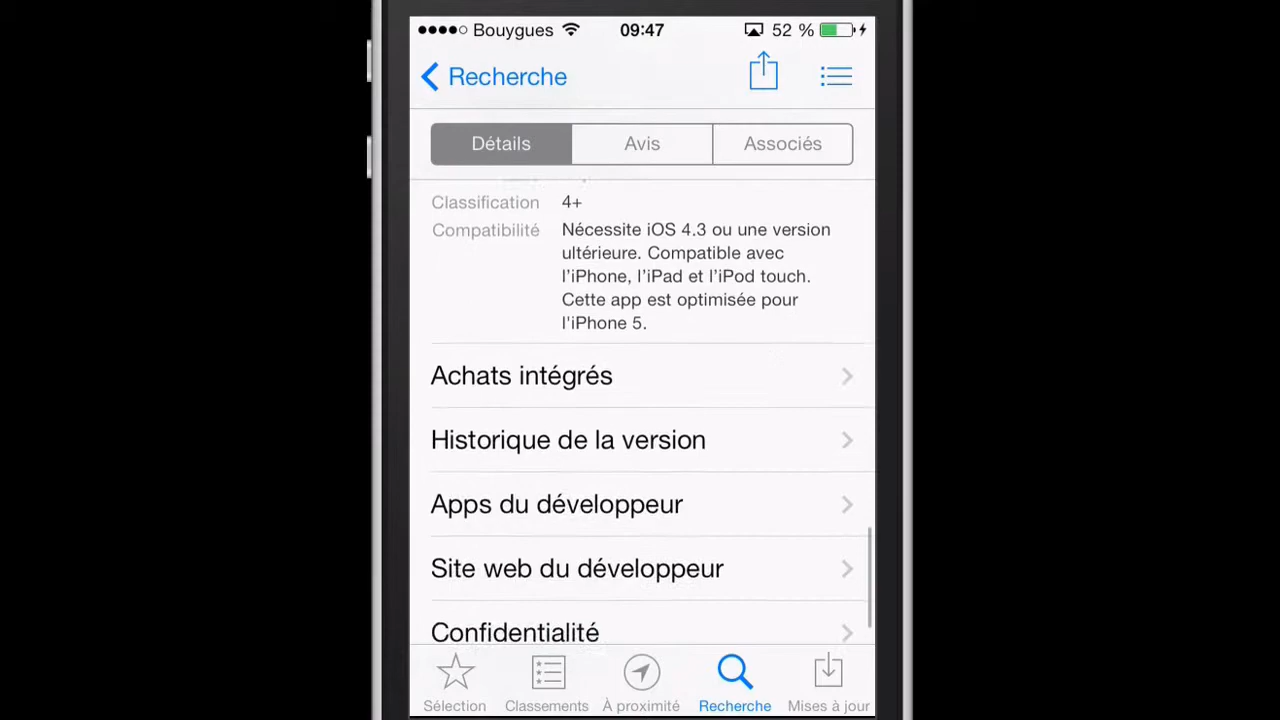 Bouygues 09:47 52 %
Recherche
Détails Avis Associés
Classification 4+
Compatibilité Nécessite iOS 4.3 ou une version
ultérieure. Compatible avec
l’iPhone, l’iPad et l’iPod touch.
Cette app est optimisée pour
l'iPhone 5.
Achats intégrés
Historique de la version
Apps du développeur
Site web du développeur
Confidentialité
Sélection Classements À proximité Recherche Mises à jour